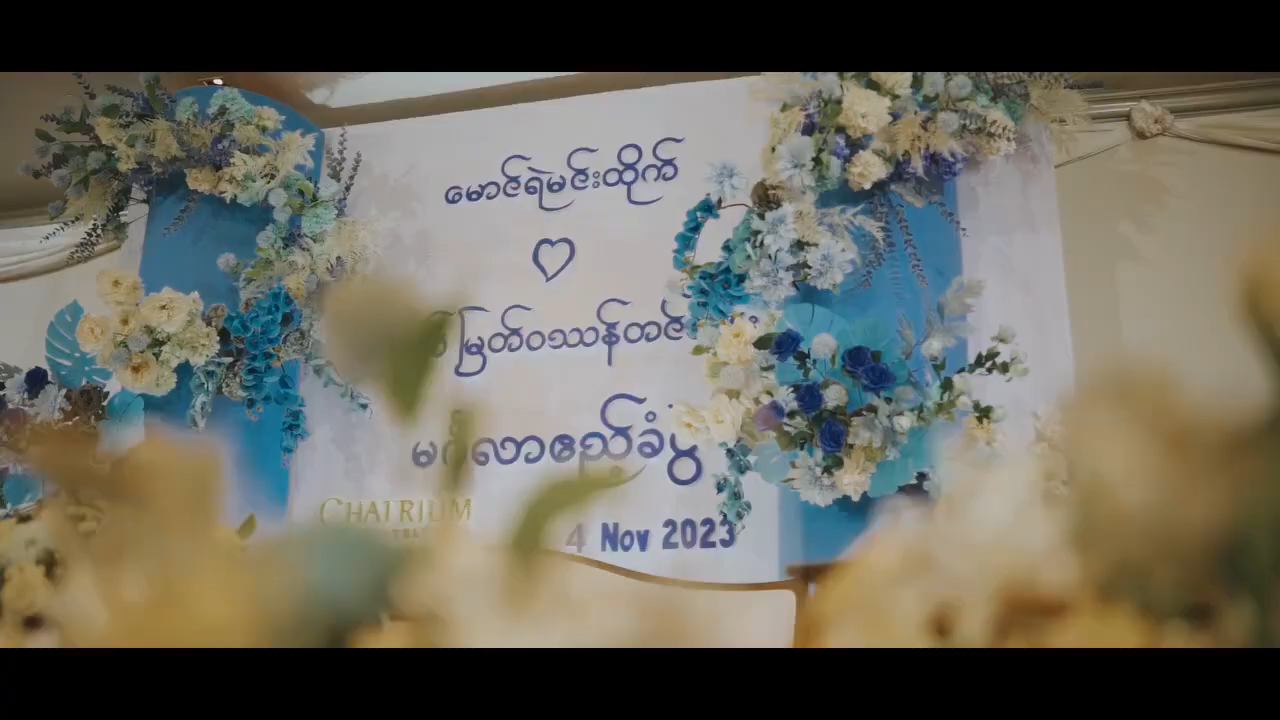 မောင်ရဲမင်းထိုက်
မြတ်ဝဿန်တင်
မင်္ဂလာဧည့်ခံပွဲ
CHATRIUM
4 Nov 2023